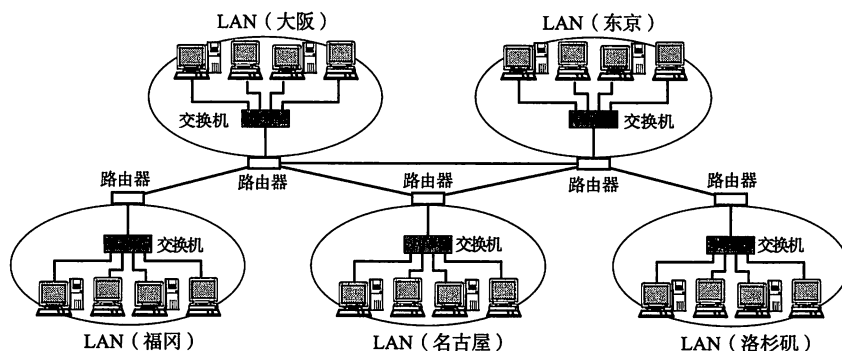 LAN（大阪）
LAN（东京）
交换机
交换机
路由器
路由器
路由器
路由器
路由器
交换机
交换机
交换机
LAN（福冈）
LAN（名古屋）
LAN（洛杉矶）